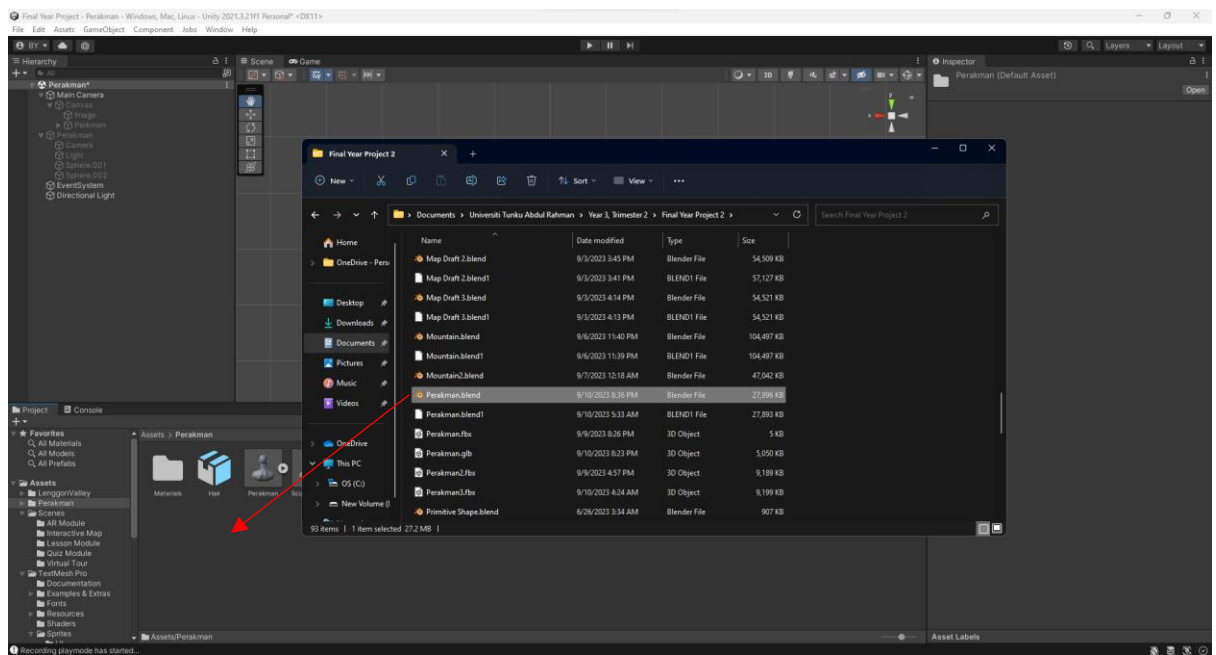 Final Year Project - Perakman - Windows, Mac, Linux - Unity 2021.3.21f1 Personal* <DX11>
File Edit Assets GameObject Component Jobs Window Help
BY
Layers Layout
Hierarchy
Scene Game
Inspector
All
2D
Perakman (Default Asset)
Open
Perakman*
Main Camera
Canvas
Image
Perkman
Perakman
Camera
Light
Sphere.001
Sphere.002
EventSystem
Directional Light
y
x
Final Year Project 2
New Sort View
Documents > Universiti Tunku Abdul Rahman > Year 3, Trimester 2 > Final Year Project 2 >
Search Final Year Project 2
Home
OneDrive - Pers
Desktop
Downloads
Documents
Pictures
Music
Videos
OneDrive
This PC
OS (C:)
New Volume (
Name Date modified Type Size
Map Draft 2.blend 9/3/2023 3:45 PM Blender File 54,509 KB
Map Draft 2.blend1 9/3/2023 3:41 PM BLEND1 File 57,127 KB
Map Draft 3.blend 9/3/2023 4:14 PM Blender File 54,521 KB
Map Draft 3.blend1 9/3/2023 4:13 PM BLEND1 File 54,521 KB
Mountain.blend 9/6/2023 11:40 PM Blender File 104,497 KB
Mountain.blend1 9/6/2023 11:39 PM BLEND1 File 104,497 KB
Mountain2.blend 9/7/2023 12:18 AM Blender File 47,042 KB
Perakman.blend 9/10/2023 8:36 PM Blender File 27,896 KB
Perakman.blend1 9/10/2023 5:33 AM BLEND1 File 27,893 KB
Perakman.fbx 9/9/2023 8:26 PM 3D Object 5 KB
Perakman.glb 9/10/2023 8:23 PM 3D Object 5,050 KB
Perakman2.fbx 9/9/2023 4:57 PM 3D Object 9,189 KB
Perakman3.fbx 9/10/2023 4:24 AM 3D Object 9,199 KB
Primitive Shape.blend 6/26/2023 3:34 AM Blender File 907 KB
93 items | 1 item selected 27.2 MB |
Project Console
Favorites
All Materials
All Models
All Prefabs
Assets
LenggonValley
Perakman
Scenes
AR Module
Interactive Map
Lesson Module
Quiz Module
Virtual Tour
TextMesh Pro
Documentation
Examples & Extras
Fonts
Resources
Shaders
Sprites
Assets > Perakman
Materials Hair Perakman
Assets/Perakman
Asset Labels
Recording playmode has started...